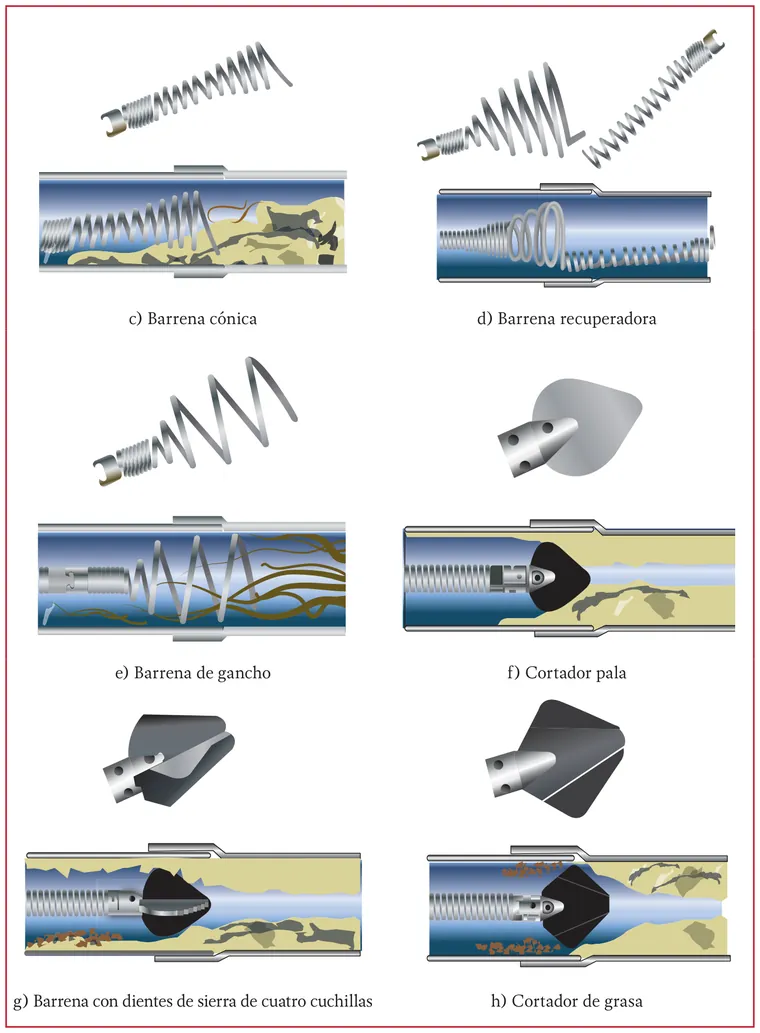 c) Barrena cónica
d) Barrena recuperadora
e) Barrena de gancho
f) Cortador pala
g) Barrena con dientes de sierra de cuatro cuchillas
h) Cortador de grasa